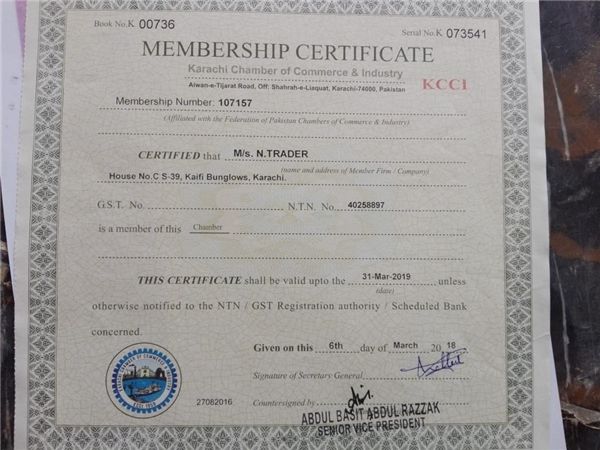 Book No.K 00736
Serial No.K 073541
MEMBERSHIP CERTIFICATE
Karachi Chamber of Commerce & Industry
KCCI
Aiwan-e-Tijarat Road, Off: Shahrah-e-Liaquat, Karachi-74000, Pakistan
Membership Number: 107157
(Affiliated with the Federation of Pakistan Chambers of Commerce & Industry)
CERTIFIED that M/s. N.TRADER
(name and address of Member Firm / Company)
House No.C S-39, Kaifi Bunglows, Karachi.
G.S.T. No. N.T.N. No. 40258897
is a member of this Chamber
THIS CERTIFICATE shall be valid upto the 31-Mar-2019 unless
(date)
otherwise notified to the NTN / GST Registration authority / Scheduled Bank
concerned.
Given on this 6th day of March 2018
Signature of Secretary General
27082016
Countersigned by
ABDUL BASIT ABDUL RAZZAK
SENIOR VICE PRESIDENT